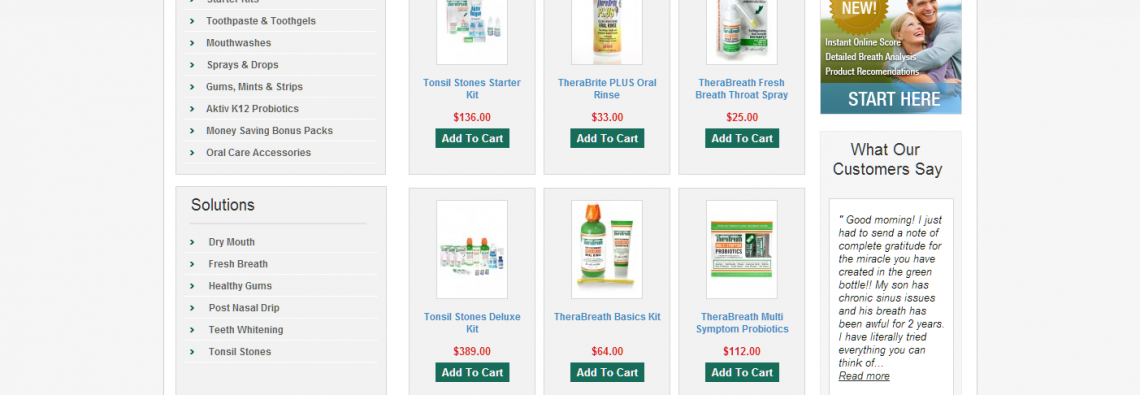 Starter Kits
Toothpaste & Toothgels
Mouthwashes
Sprays & Drops
Gums, Mints & Strips
Aktiv K12 Probiotics
Money Saving Bonus Packs
Oral Care Accessories
Solutions
Dry Mouth
Fresh Breath
Healthy Gums
Post Nasal Drip
Teeth Whitening
Tonsil Stones
Tonsil Stones Starter
Kit
$136.00
Add To Cart
TheraBrite PLUS Oral
Rinse
$33.00
Add To Cart
TheraBreath Fresh
Breath Throat Spray
$25.00
Add To Cart
Tonsil Stones Deluxe
Kit
$389.00
Add To Cart
TheraBreath Basics Kit
$64.00
Add To Cart
TheraBreath Multi
Symptom Probiotics
$112.00
Add To Cart
NEW!
Instant Online Score
Detailed Breath Analysis
Product Recomendations
START HERE
What Our
Customers Say
" Good morning! I just
had to send a note of
complete gratitude for
the miracle you have
created in the green
bottle!! My son has
chronic sinus issues
and his breath has
been awful for 2 years.
I have literally tried
everything you can
think of...
Read more